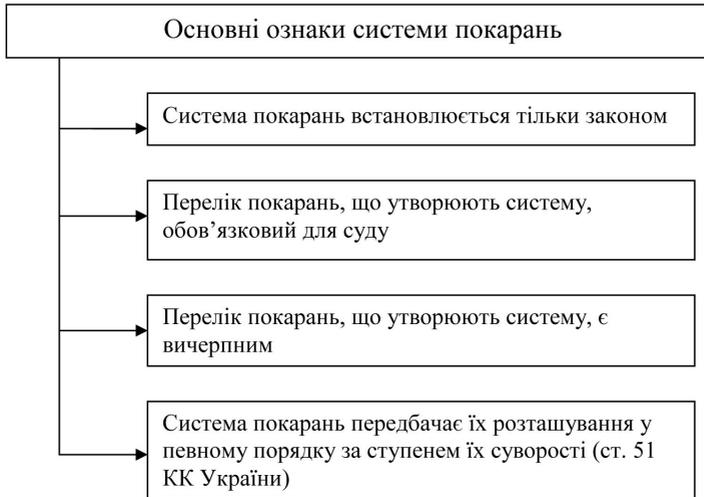 Основні ознаки системи покарань
Система покарань встановлюється тільки законом
Перелік покарань, що утворюють систему,
обов’язковий для суду
Перелік покарань, що утворюють систему, є
вичерпним
Система покарань передбачає їх розташування у
певному порядку за ступенем їх суворості (ст. 51
КК України)